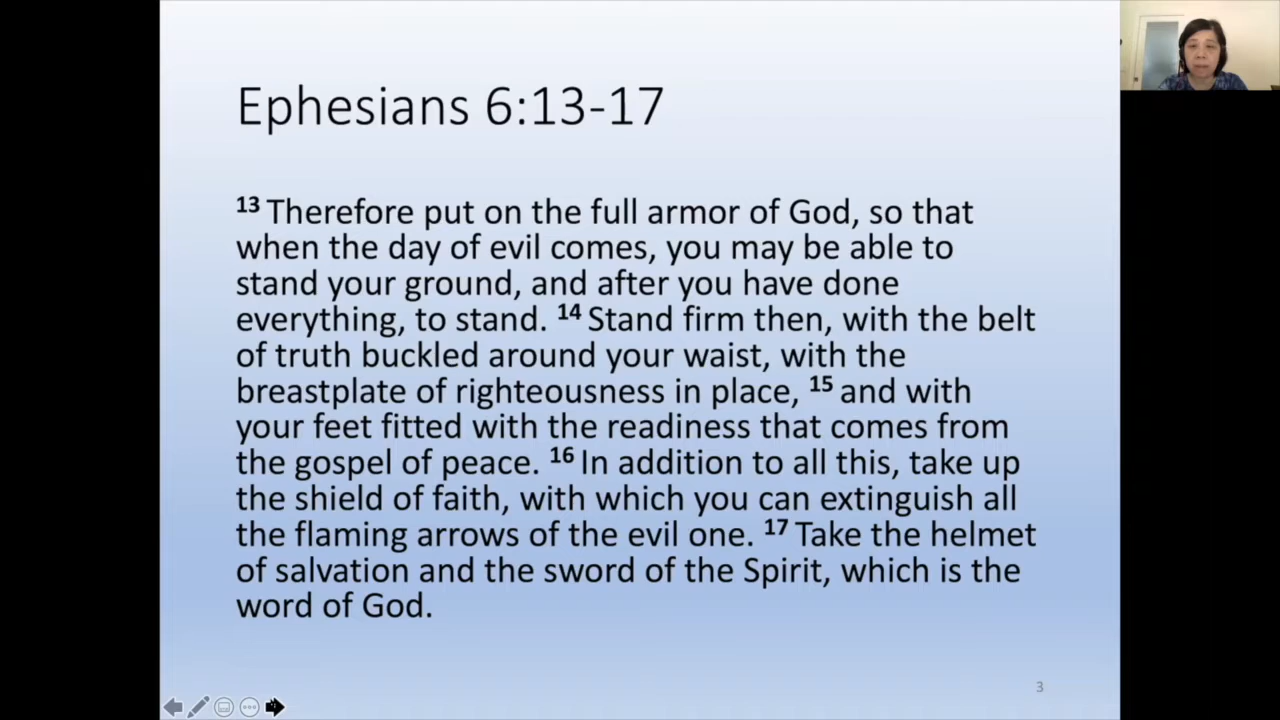 Ephesians 6:13-17
13 Therefore put on the full armor of God, so that
when the day of evil comes, you may be able to
stand your ground, and after you have done
everything, to stand. 14 Stand firm then, with the belt
of truth buckled around your waist, with the
breastplate of righteousness in place, 15 and with
your feet fitted with the readiness that comes from
the gospel of peace. 16 In addition to all this, take up
the shield of faith, with which you can extinguish all
the flaming arrows of the evil one. 17 Take the helmet
of salvation and the sword of the Spirit, which is the
word of God.
3